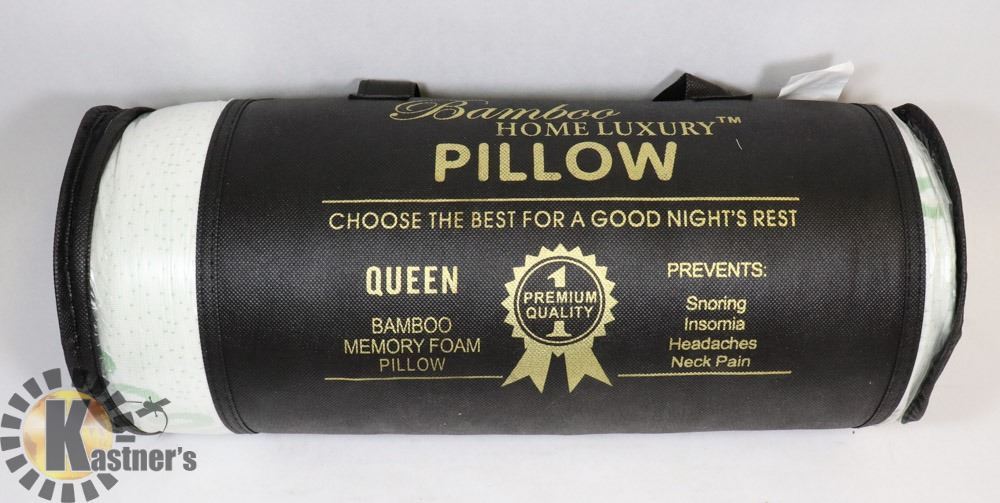 Bamboo
HOME LUXURY™
PILLOW
CHOOSE THE BEST FOR A GOOD NIGHT'S REST
QUEEN
BAMBOO
MEMORY FOAM
PILLOW
1
PREMIUM
QUALITY
PREVENTS:
Snoring
Insomia
Headaches
Neck Pain
Kastner's